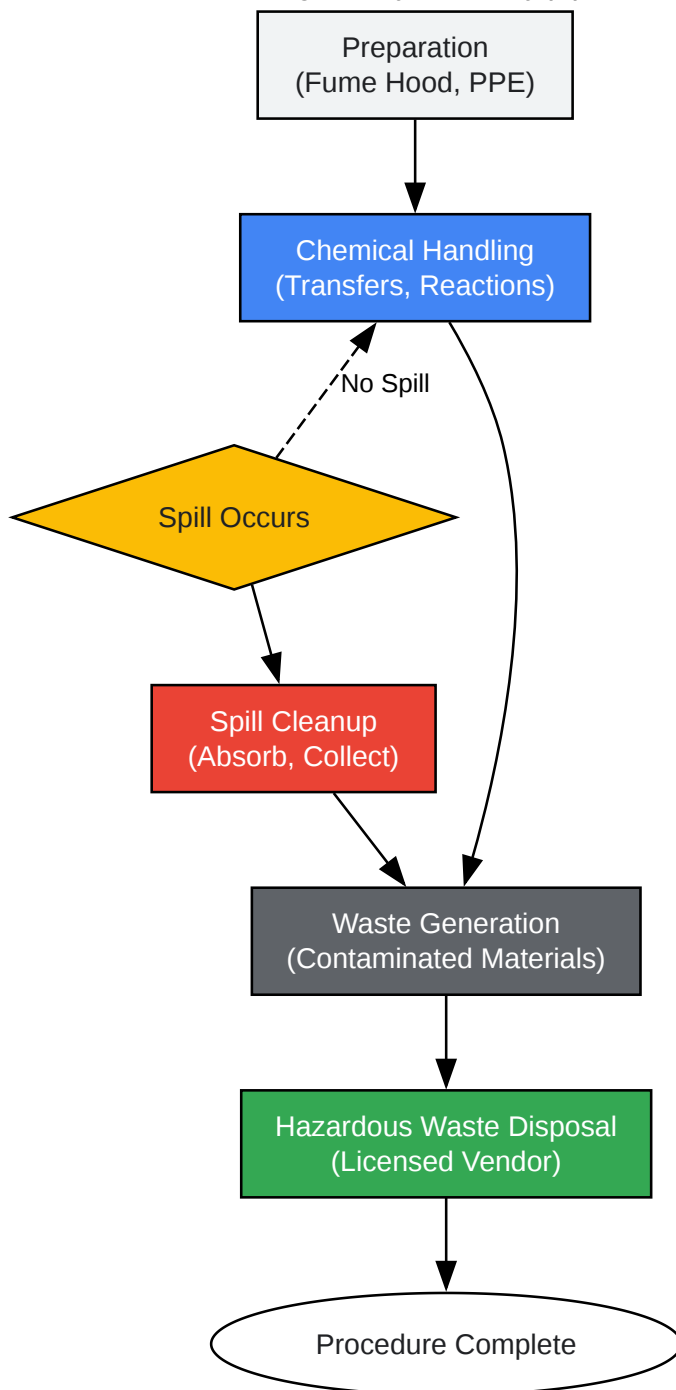 Preparation
(Fume Hood, PPE)
Chemical Handling
(Transfers, Reactions)
No Spill
Spill Occurs
Spill Cleanup
(Absorb, Collect)
Waste Generation
(Contaminated Materials)
Hazardous Waste Disposal
(Licensed Vendor)
Procedure Complete